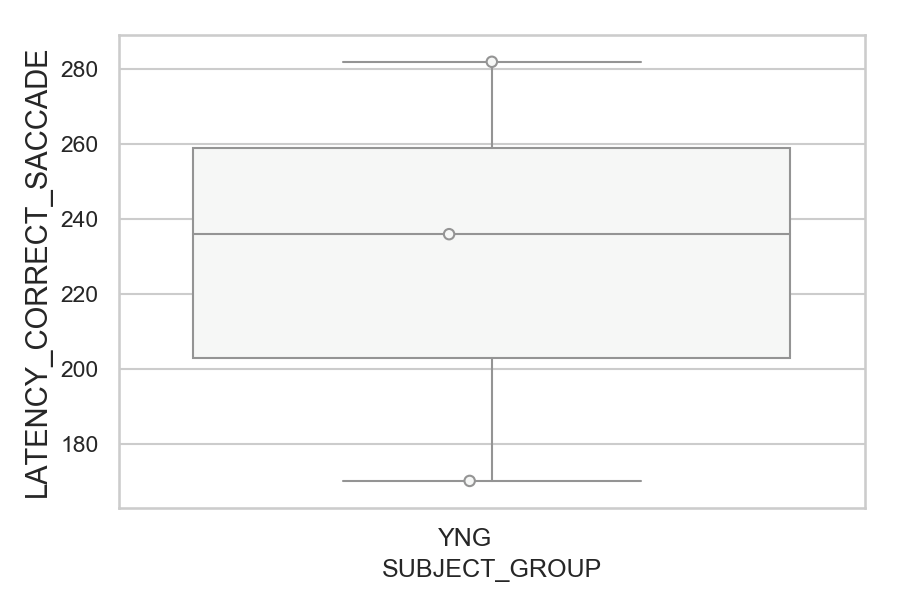 LATENCY_CORRECT_SACCADE
280
260
240
220
200
180
YNG
SUBJECT_GROUP